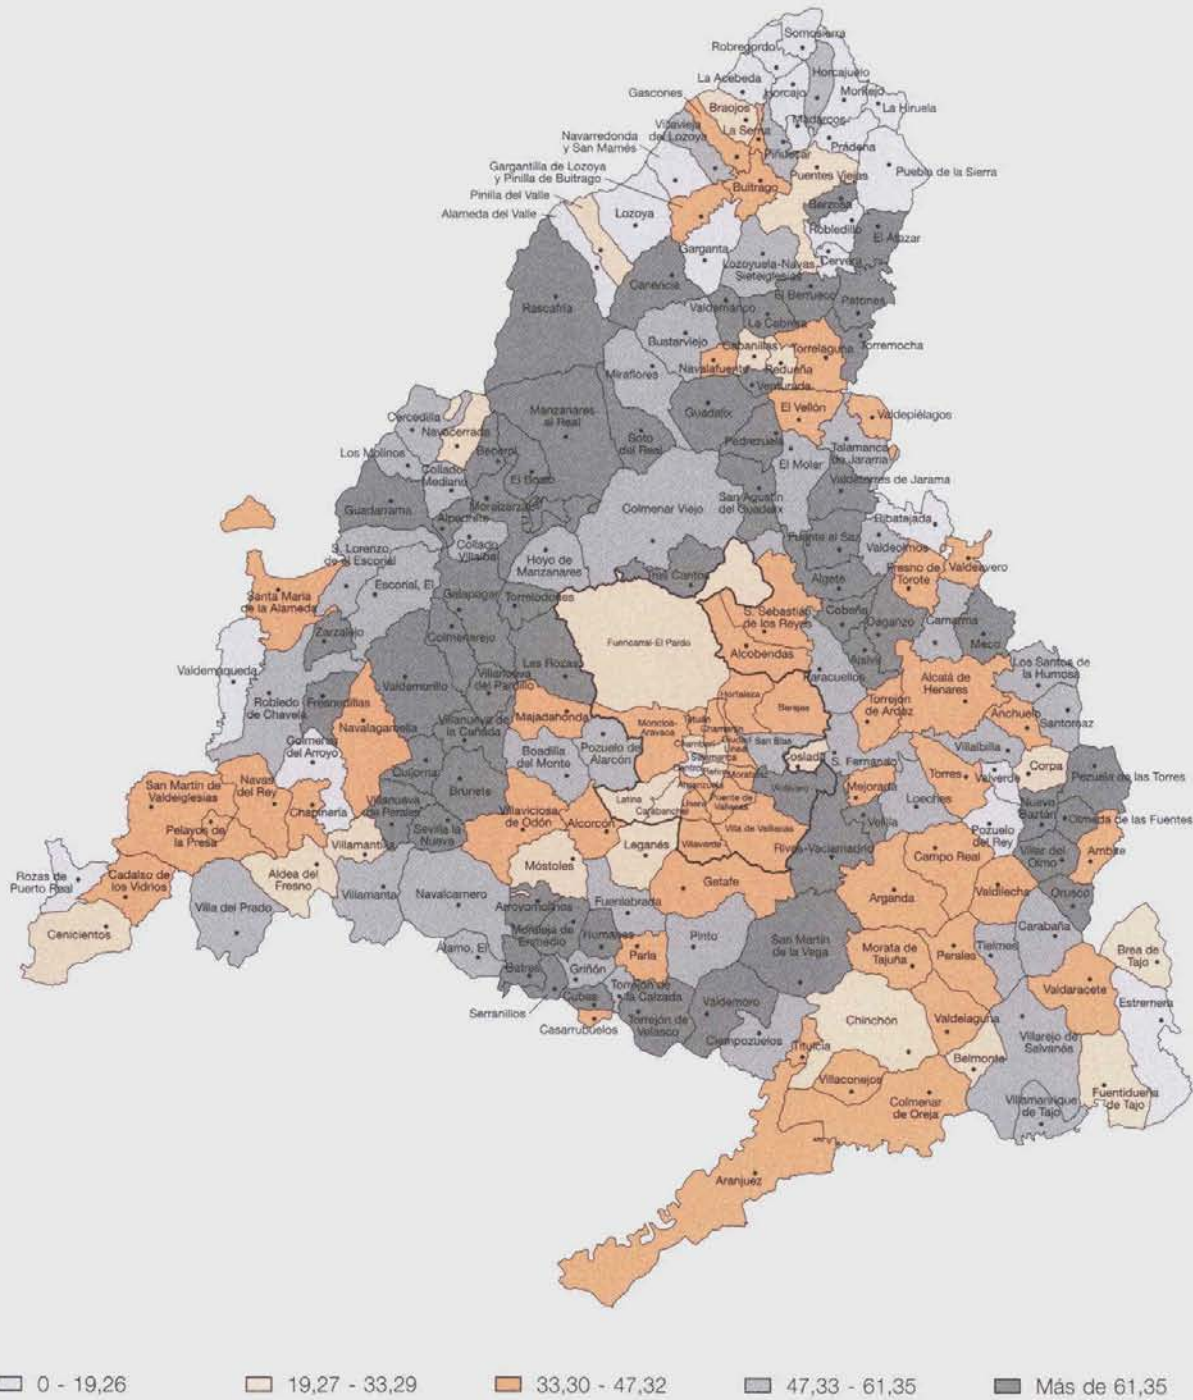 Somosierra
Robregordo
Horcajuelo
La Acebeda
Horcajo
Montejo
La Hiruela
Gascones
Braojos
Madarcos
Villavieja
del Lozoya
La Serna
Prádena
Navarredonda
y San Mamés
Piñuécar
Gargantilla de Lozoya
y Pinilla de Buitrago
Puentes Viejas
Puebla de la Sierra
Buitrago
Pinilla del Valle
Berzosa
Alameda del Valle
Lozoya
Robledillo
El Atazar
Garganta
Lozoyuela-Navas
Sieteiglesias
Cervera
Canencia
El Berrueco
Rascafría
Valdemanco
Patones
La Cabrera
Bustarviejo
Cabanillas
Torrelaguna
Torremocha
Miraflores
Navalafuente
Redueña
Venturada
Cercedilla
Manzanares
el Real
Guadalix
El Vellón
Valdepiélagos
Navacerrada
Soto
del Real
Pedrezuela
Talamanca
de Jarama
Los Molinos
Becerril
Collado
Mediano
El Boalo
El Molar
Valdetorres de Jarama
Guadarrama
Moralzarzal
Colmenar Viejo
San Agustín
del Guadalix
Alpedrete
Ribatejada
S. Lorenzo
de el Escorial
Collado
Villalba
Hoyo de
Manzanares
Fuente el Saz
Valdeolmos
Escorial, El
Tres Cantos
Algete
Fresno de
Torote
Valdeavero
Santa María
de la Alameda
Galapagar
Torrelodones
S. Sebastián
de los Reyes
Cobeña
Zarzalejo
Colmenarejo
Fuencarral-El Pardo
Daganzo
Camarma
Meco
Alcobendas
Ajalvir
Valdemaqueda
Las Rozas
Villanueva
del Pardillo
Paracuellos
Alcalá de
Henares
Los Santos de
la Humosa
Valdemorillo
Robledo
de Chavela
Fresnedillas
Hortaleza
Barajas
Torrejón
de Ardoz
Majadahonda
Anchuelo
Navalagamella
Villanueva de
la Cañada
Moncloa-
Aravaca
Tetuán
Chamartín
Santorcaz
Colmenar
del Arroyo
Boadilla
del Monte
Pozuelo de
Alarcón
Chamberí
Ciudad
Lineal
San Blas
Villalbilla
Salamanca
Coslada
S. Fernando
Corpa
Quijorna
Centro
Retiro
Moratalaz
Torres
Valverde
Pezuela de las Torres
San Martín de
Valdeiglesias
Navas
del Rey
Brunete
Arganzuela
Vicálvaro
Mejorada
Loeches
Chapinería
Villanueva
de Perales
Villaviciosa
de Odón
Latina
Carabanchel
Usera
Puente de
Vallecas
Nuevo
Baztán
Olmeda de las Fuentes
Pelayos de
la Presa
Sevilla la
Nueva
Alcorcón
Velilla
Pozuelo
del Rey
Villa de Vallecas
Villamantilla
Leganés
Villaverde
Rivas-Vaciamadrid
Campo Real
Villar del
Olmo
Ambite
Rozas de
Puerto Real
Cadalso de
los Vidrios
Aldea del
Fresno
Móstoles
Getafe
Villamanta
Navalcarnero
Arganda
Valdilecha
Orusco
Villa del Prado
Arroyomolinos
Fuenlabrada
Cenicientos
Moraleja de
Enmedio
Humanes
Pinto
San Martín
de la Vega
Carabaña
Álamo, El
Parla
Morata de
Tajuña
Perales
Tielmes
Brea de
Tajo
Batres
Griñón
Torrejón de
la Calzada
Valdaracete
Serranillos
Cubas
Valdemoro
Estremera
Casarrubuelos
Torrejón de
Velasco
Chinchón
Valdelaguna
Ciempozuelos
Villarejo de
Salvanés
Titulcia
Belmonte
Villaconejos
Fuentidueña
de Tajo
Colmenar
de Oreja
Villamanrique
de Tajo
Aranjuez
0 - 19,26 19,27 - 33,29 33,30 - 47,32 47,33 - 61,35 Más de 61,35